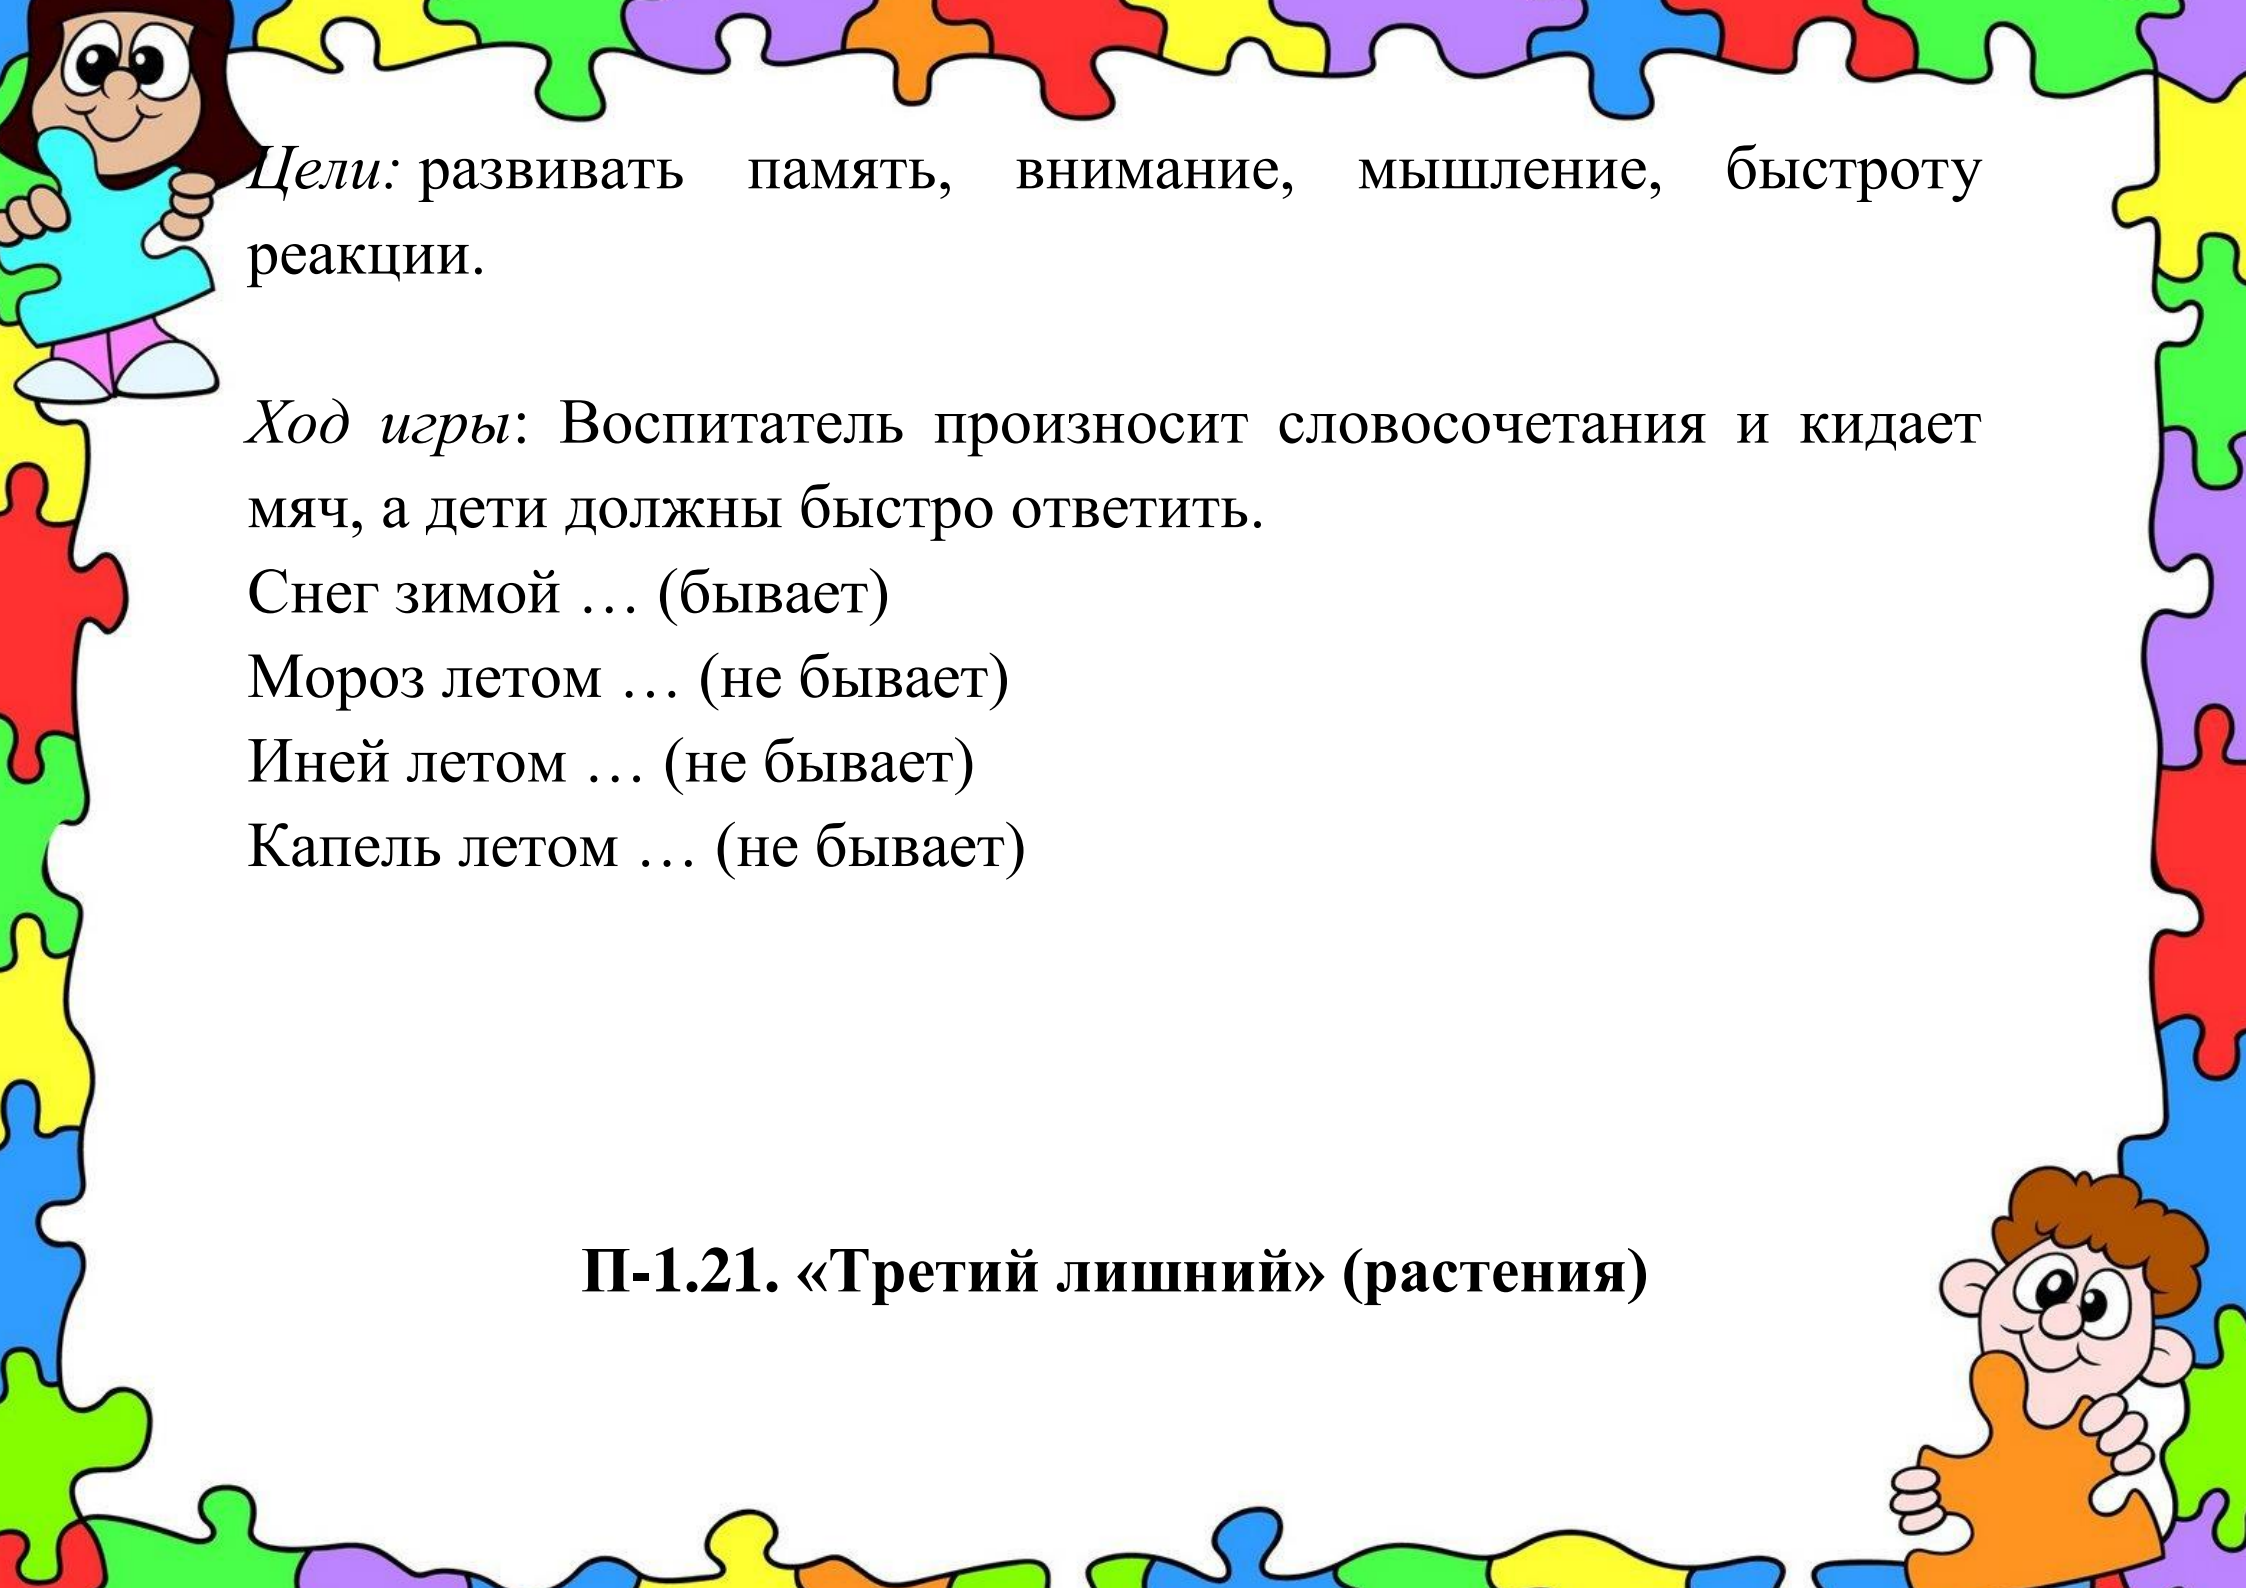 Цели: развивать память, внимание, мышление, быстроту
реакции.
Ход игры: Воспитатель произносит словосочетания и кидает
мяч, а дети должны быстро ответить.
Снег зимой … (бывает)
Мороз летом … (не бывает)
Иней летом … (не бывает)
Капель летом … (не бывает)
П-1.21. «Третий лишний» (растения)